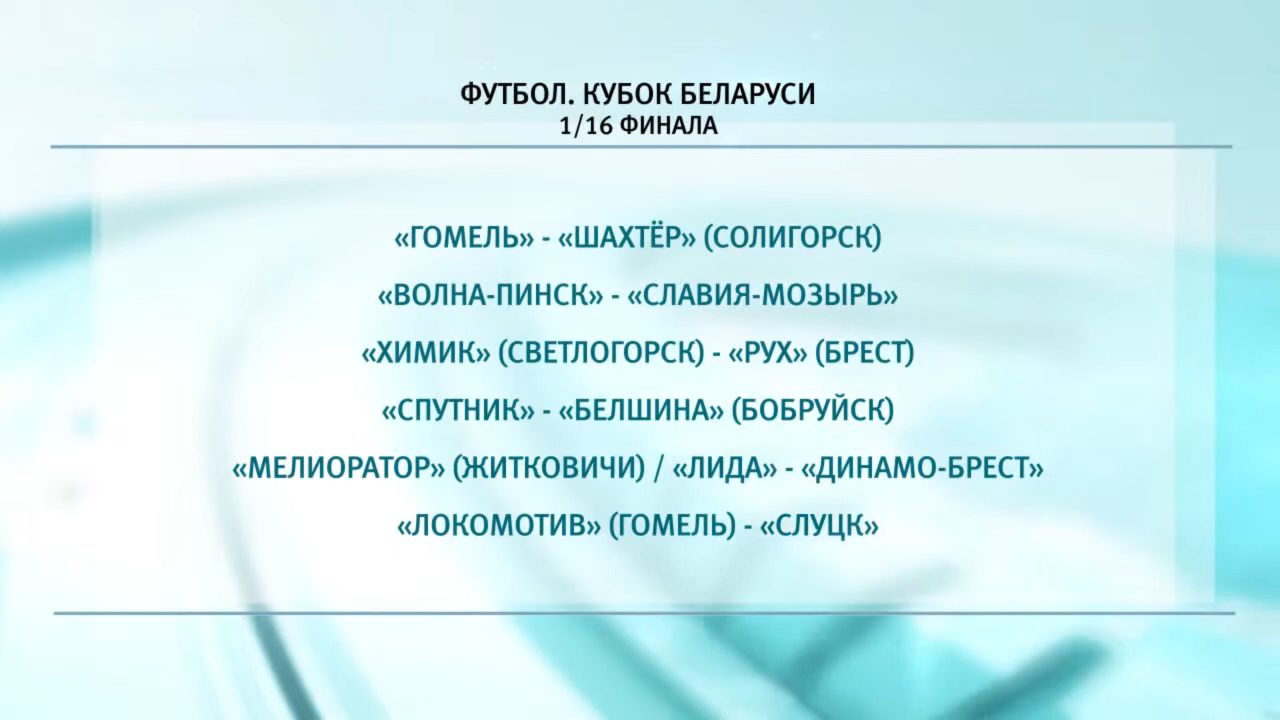 ФУТБОЛ. КУБОК БЕЛАРУСИ
1/16 ФИНАЛА
«ГОМЕЛЬ» - «ШАХТЁР» (СОЛИГОРСК)
«ВОЛНА-ПИНСК» - «СЛАВИЯ-МОЗЫРЬ»
«ХИМИК» (СВЕТЛОГОРСК) - «РУХ» (БРЕСТ)
«СПУТНИК» - «БЕЛШИНА» (БОБРУЙСК)
«МЕЛИОРАТОР» (ЖИТКОВИЧИ) / «ЛИДА» - «ДИНАМО-БРЕСТ»
«ЛОКОМОТИВ» (ГОМЕЛЬ) - «СЛУЦК»